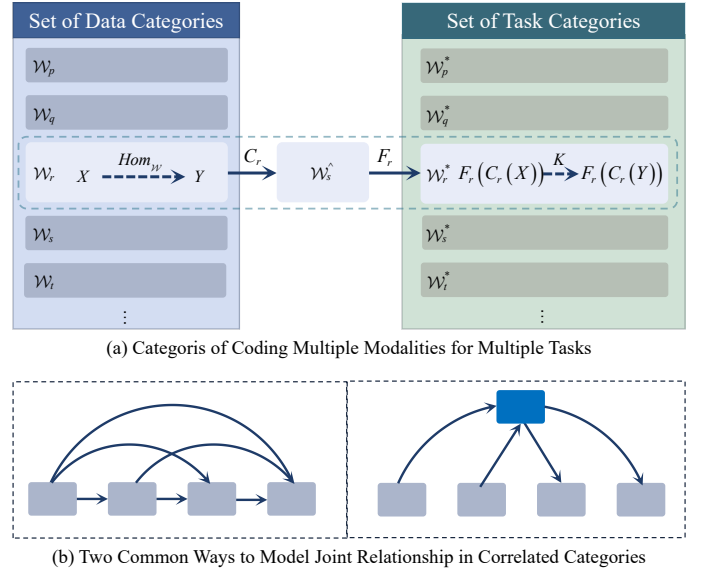 Set of Data Categories
Set of Task Categories
𝒲p
𝒲q
𝒲r X Hom𝒲 Y
𝒲s
𝒲t
⋮
Cr
𝒲s^
Fr
𝒲p*
𝒲q*
𝒲r* Fr(Cr(X)) K Fr(Cr(Y))
𝒲s*
𝒲t*
⋮
(a) Categoris of Coding Multiple Modalities for Multiple Tasks
(b) Two Common Ways to Model Joint Relationship in Correlated Categories